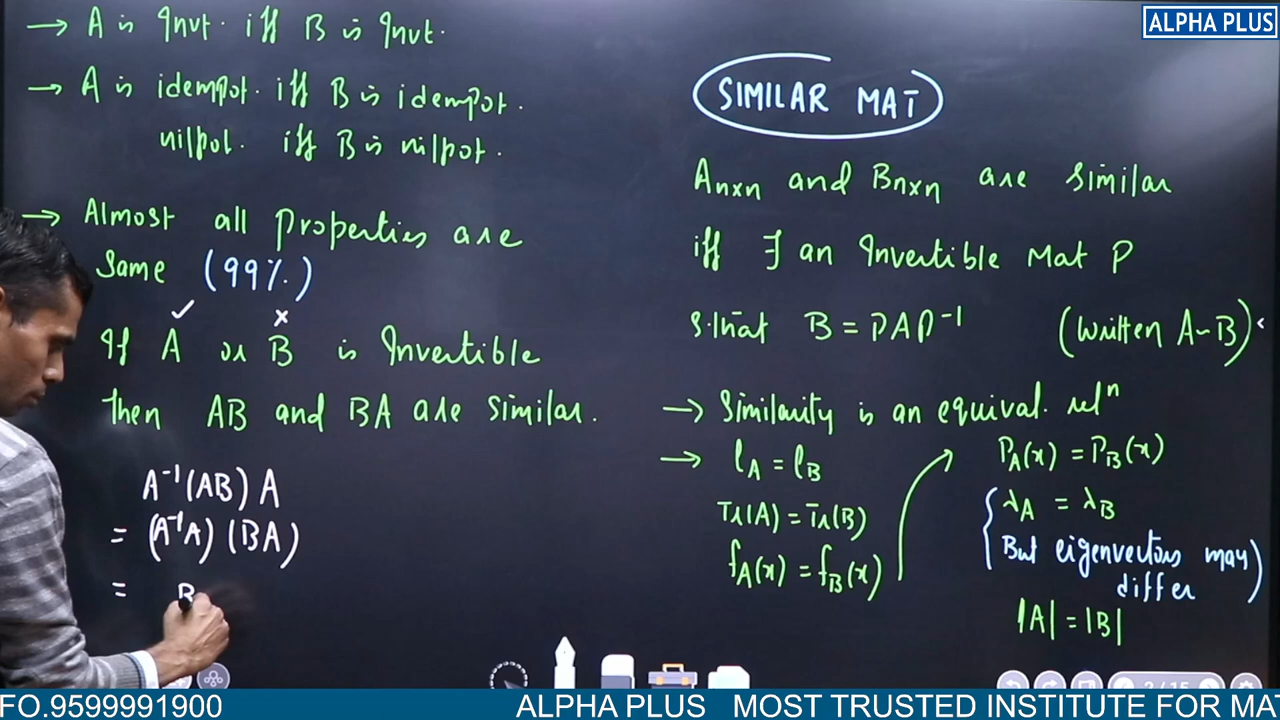 → A is Invt. iff B is Invt.
→ A is idempot. iff B is idempot.
nilpot. iff B is nilpot.
→ Almost all properties are
Same (99%.)
✓ ×
If A or B is Invertible
Then AB and BA are similar.
A⁻¹(AB) A
= (A⁻¹A) (BA)
= B
ALPHA PLUS
SIMILAR MAT
Anxn and Bnxn are similar
iff ∃ an Invertible Mat P
S.that B = PAP⁻¹ (written A~B)
→ Similarity is an equival. relⁿ
→ ρA = ρB
Tr(A) = Tr(B)
fA(x) = fB(x)
PA(x) = PB(x)
λA = λB
But eigenvectors may
differ
|A| = |B|
2/15
FO.9599991900 ALPHA PLUS MOST TRUSTED INSTITUTE FOR MA